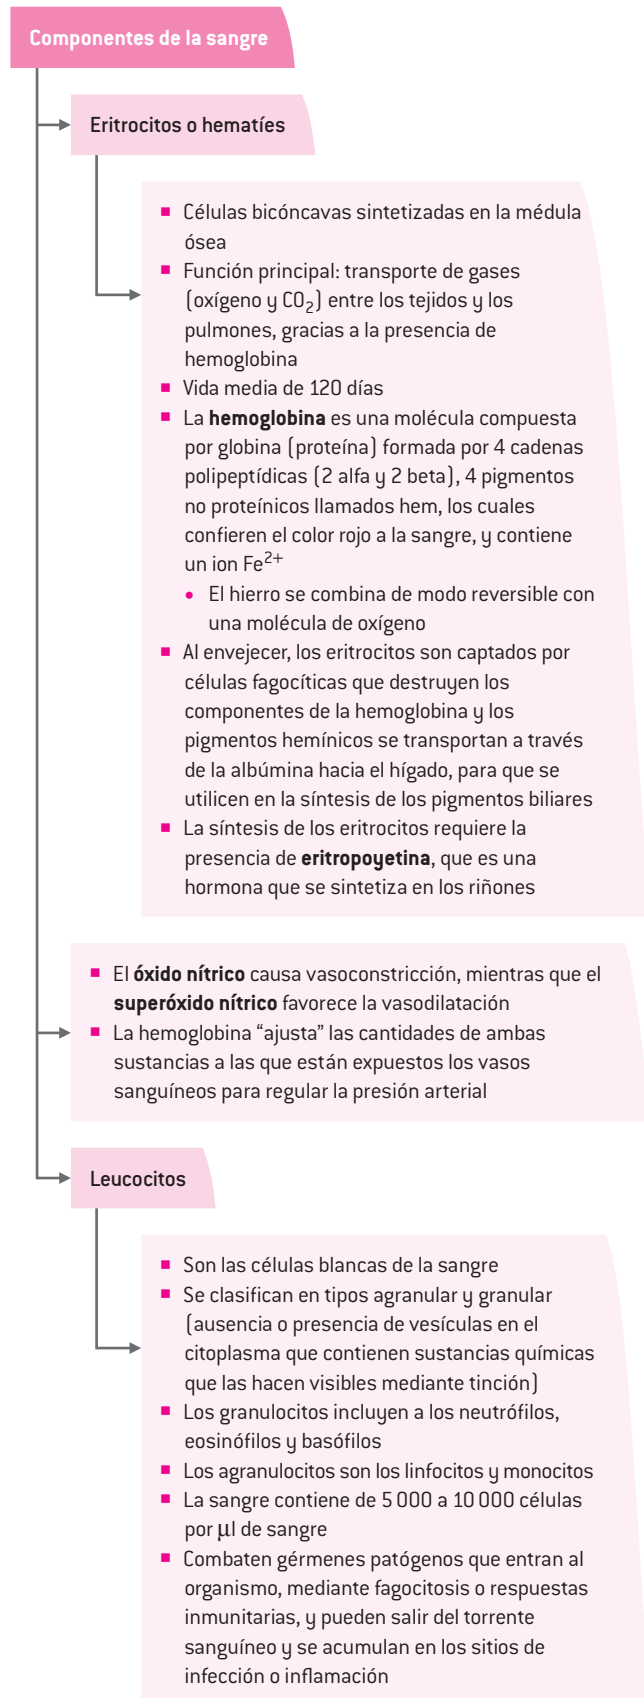 Componentes de la sangre
Eritrocitos o hematíes
▪ Células bicóncavas sintetizadas en la médula
ósea
▪ Función principal: transporte de gases
(oxígeno y CO₂) entre los tejidos y los
pulmones, gracias a la presencia de
hemoglobina
▪ Vida media de 120 días
▪ La hemoglobina es una molécula compuesta
por globina (proteína) formada por 4 cadenas
polipeptídicas (2 alfa y 2 beta), 4 pigmentos
no proteínicos llamados hem, los cuales
confieren el color rojo a la sangre, y contiene
un ion Fe²⁺
• El hierro se combina de modo reversible con
una molécula de oxígeno
▪ Al envejecer, los eritrocitos son captados por
células fagocíticas que destruyen los
componentes de la hemoglobina y los
pigmentos hemínicos se transportan a través
de la albúmina hacia el hígado, para que se
utilicen en la síntesis de los pigmentos biliares
▪ La síntesis de los eritrocitos requiere la
presencia de eritropoyetina, que es una
hormona que se sintetiza en los riñones
▪ El óxido nítrico causa vasoconstricción, mientras que el
superóxido nítrico favorece la vasodilatación
▪ La hemoglobina “ajusta” las cantidades de ambas
sustancias a las que están expuestos los vasos
sanguíneos para regular la presión arterial
Leucocitos
▪ Son las células blancas de la sangre
▪ Se clasifican en tipos agranular y granular
(ausencia o presencia de vesículas en el
citoplasma que contienen sustancias químicas
que las hacen visibles mediante tinción)
▪ Los granulocitos incluyen a los neutrófilos,
eosinófilos y basófilos
▪ Los agranulocitos son los linfocitos y monocitos
▪ La sangre contiene de 5 000 a 10 000 células
por µl de sangre
▪ Combaten gérmenes patógenos que entran al
organismo, mediante fagocitosis o respuestas
inmunitarias, y pueden salir del torrente
sanguíneo y se acumulan en los sitios de
infección o inflamación